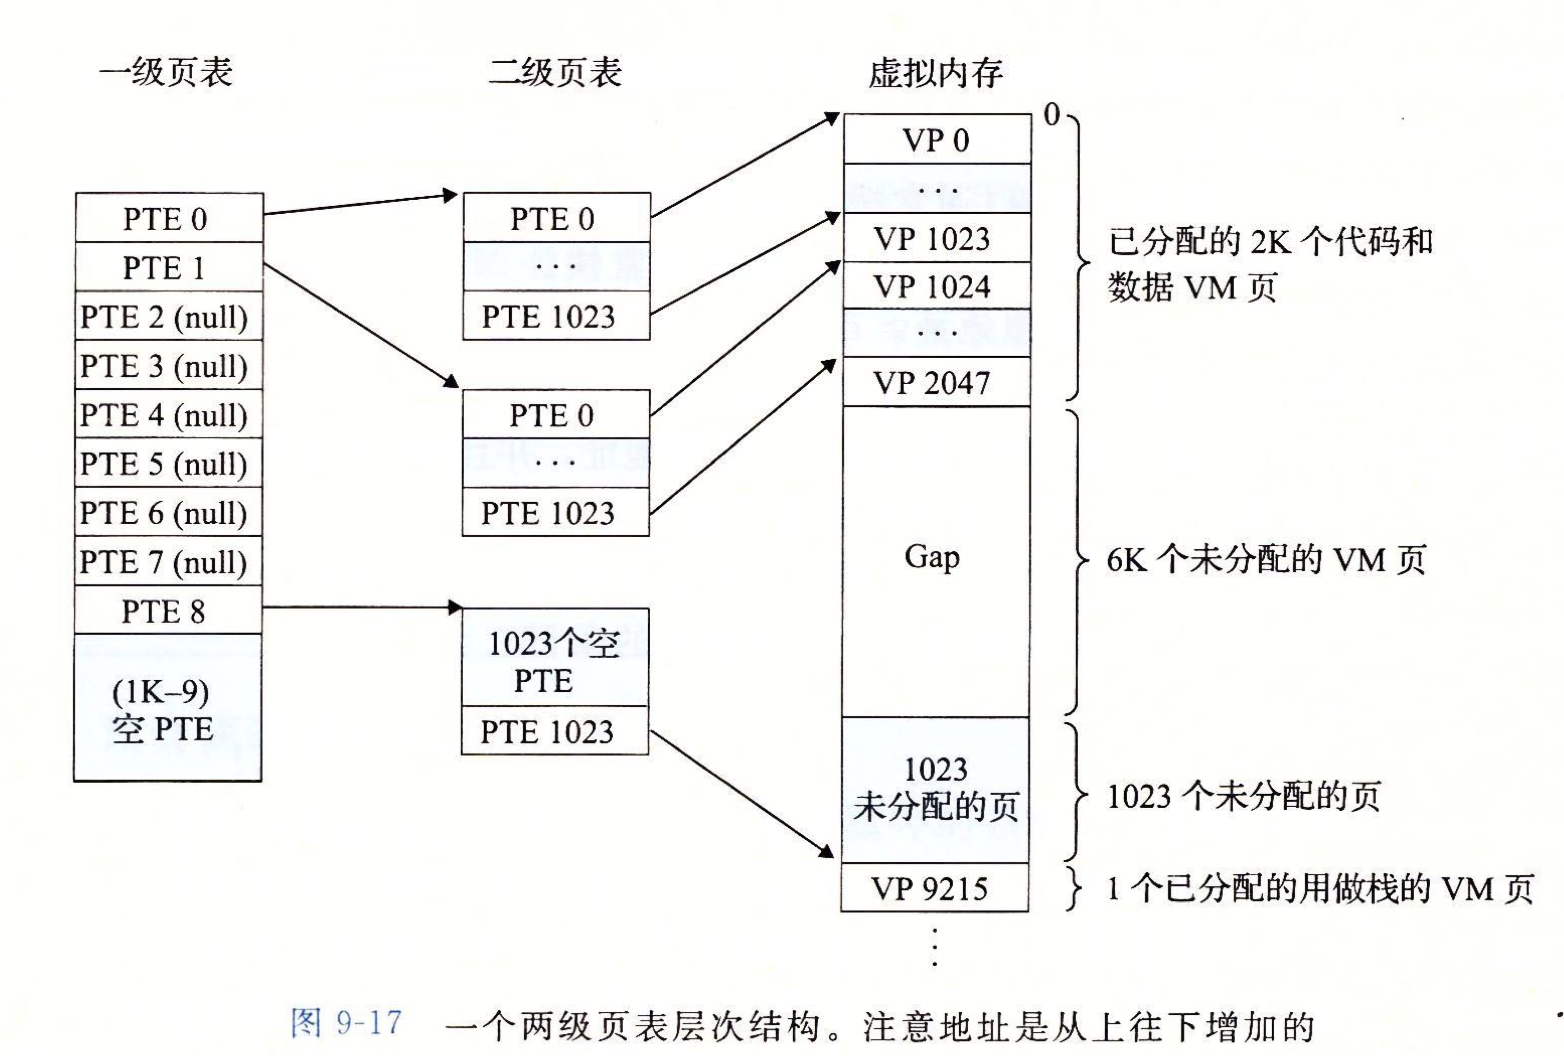 一级页表
二级页表
虚拟内存
PTE 0
PTE 1
PTE 2 (null)
PTE 3 (null)
PTE 4 (null)
PTE 5 (null)
PTE 6 (null)
PTE 7 (null)
PTE 8
(1K–9)
空 PTE
PTE 0
...
PTE 1023
PTE 0
...
PTE 1023
1023个空
PTE
PTE 1023
0
VP 0
...
VP 1023
VP 1024
...
VP 2047
Gap
1023
未分配的页
VP 9215
⋮
已分配的 2K 个代码和
数据 VM 页
6K 个未分配的 VM 页
1023 个未分配的页
1 个已分配的用做栈的 VM 页
图 9-17 一个两级页表层次结构。注意地址是从上往下增加的